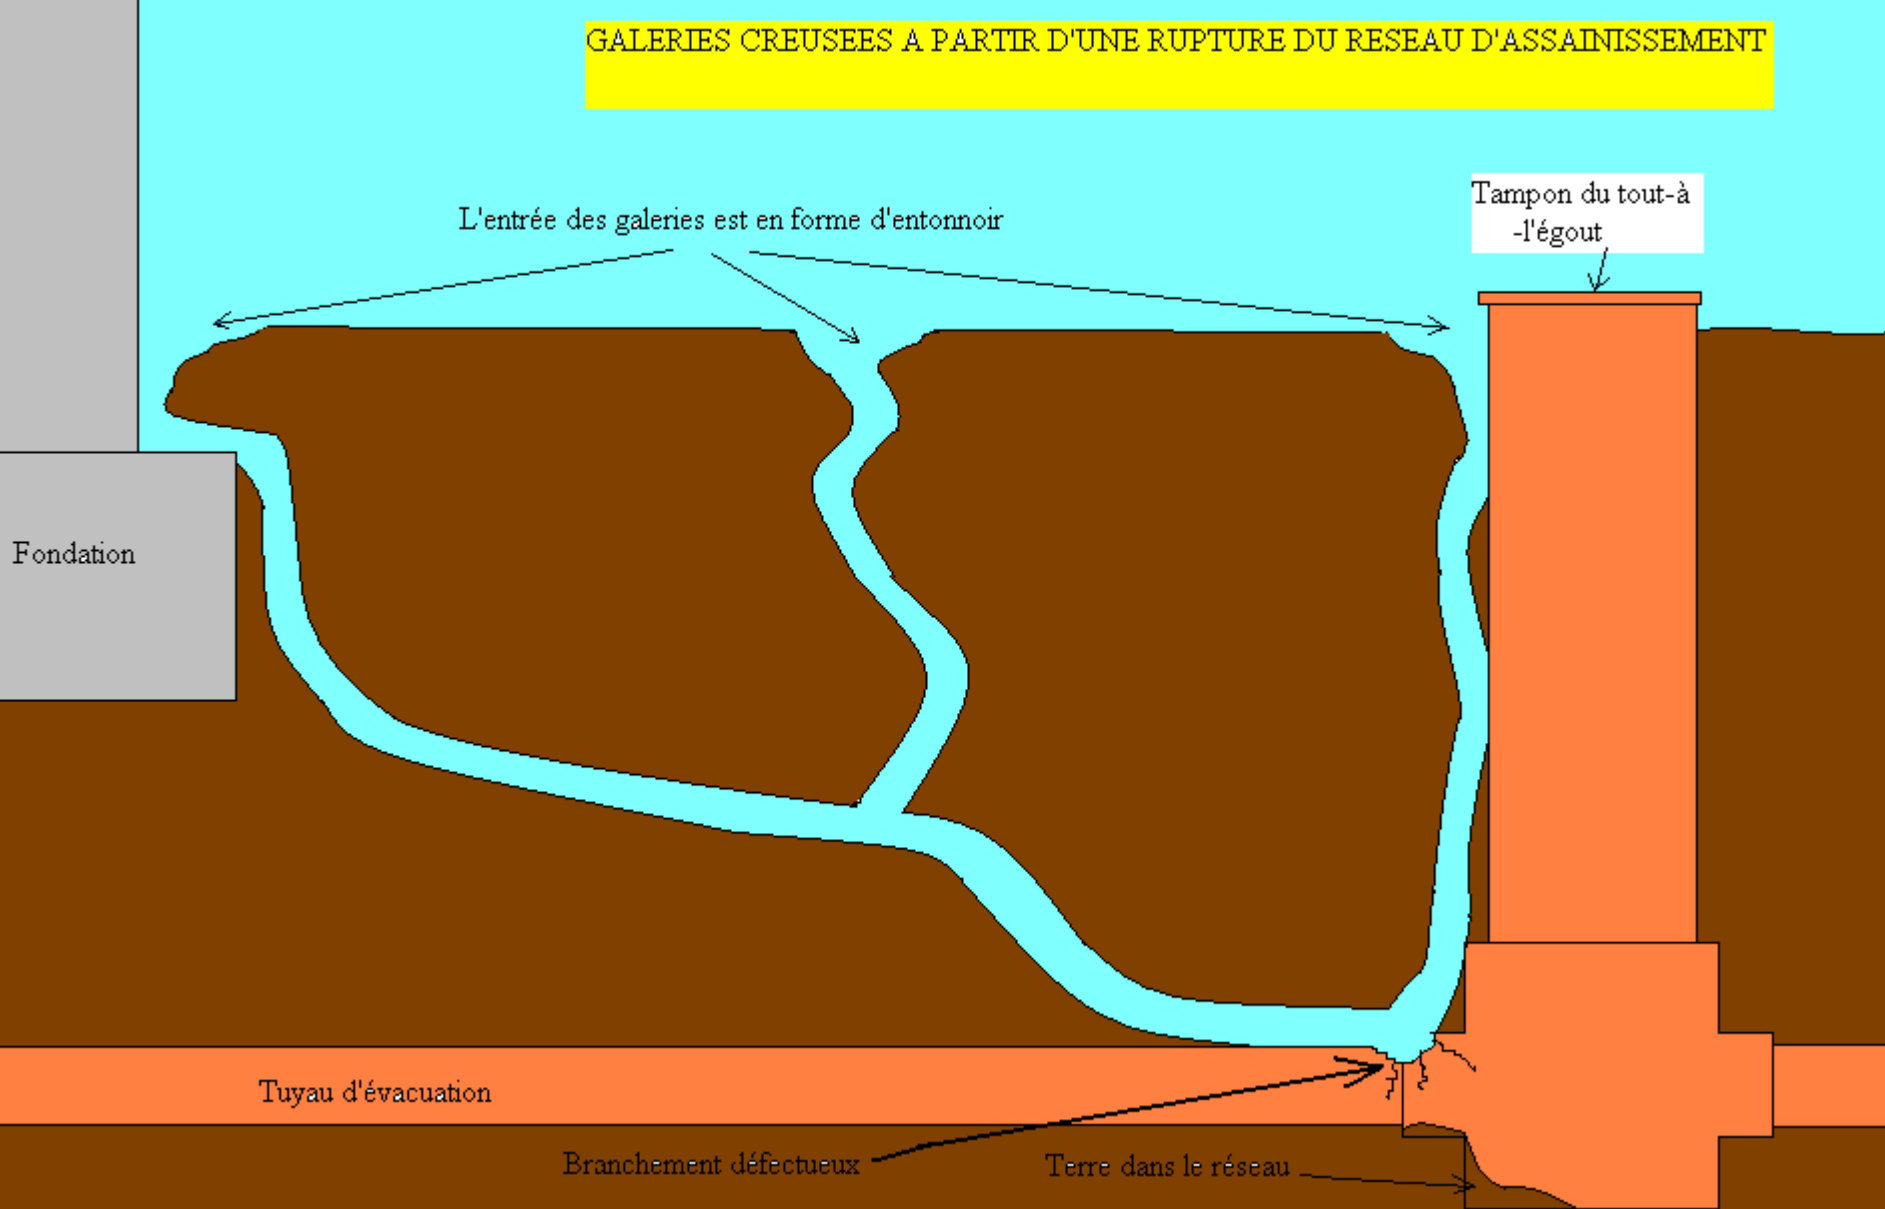 GALERIES CREUSEES A PARTIR D'UNE RUPTURE DU RESEAU D'ASSAINISSEMENT
Tampon du tout-à
-l'égout
L'entrée des galeries est en forme d'entonnoir
Fondation
Tuyau d'évacuation
Branchement défectueux
Terre dans le réseau